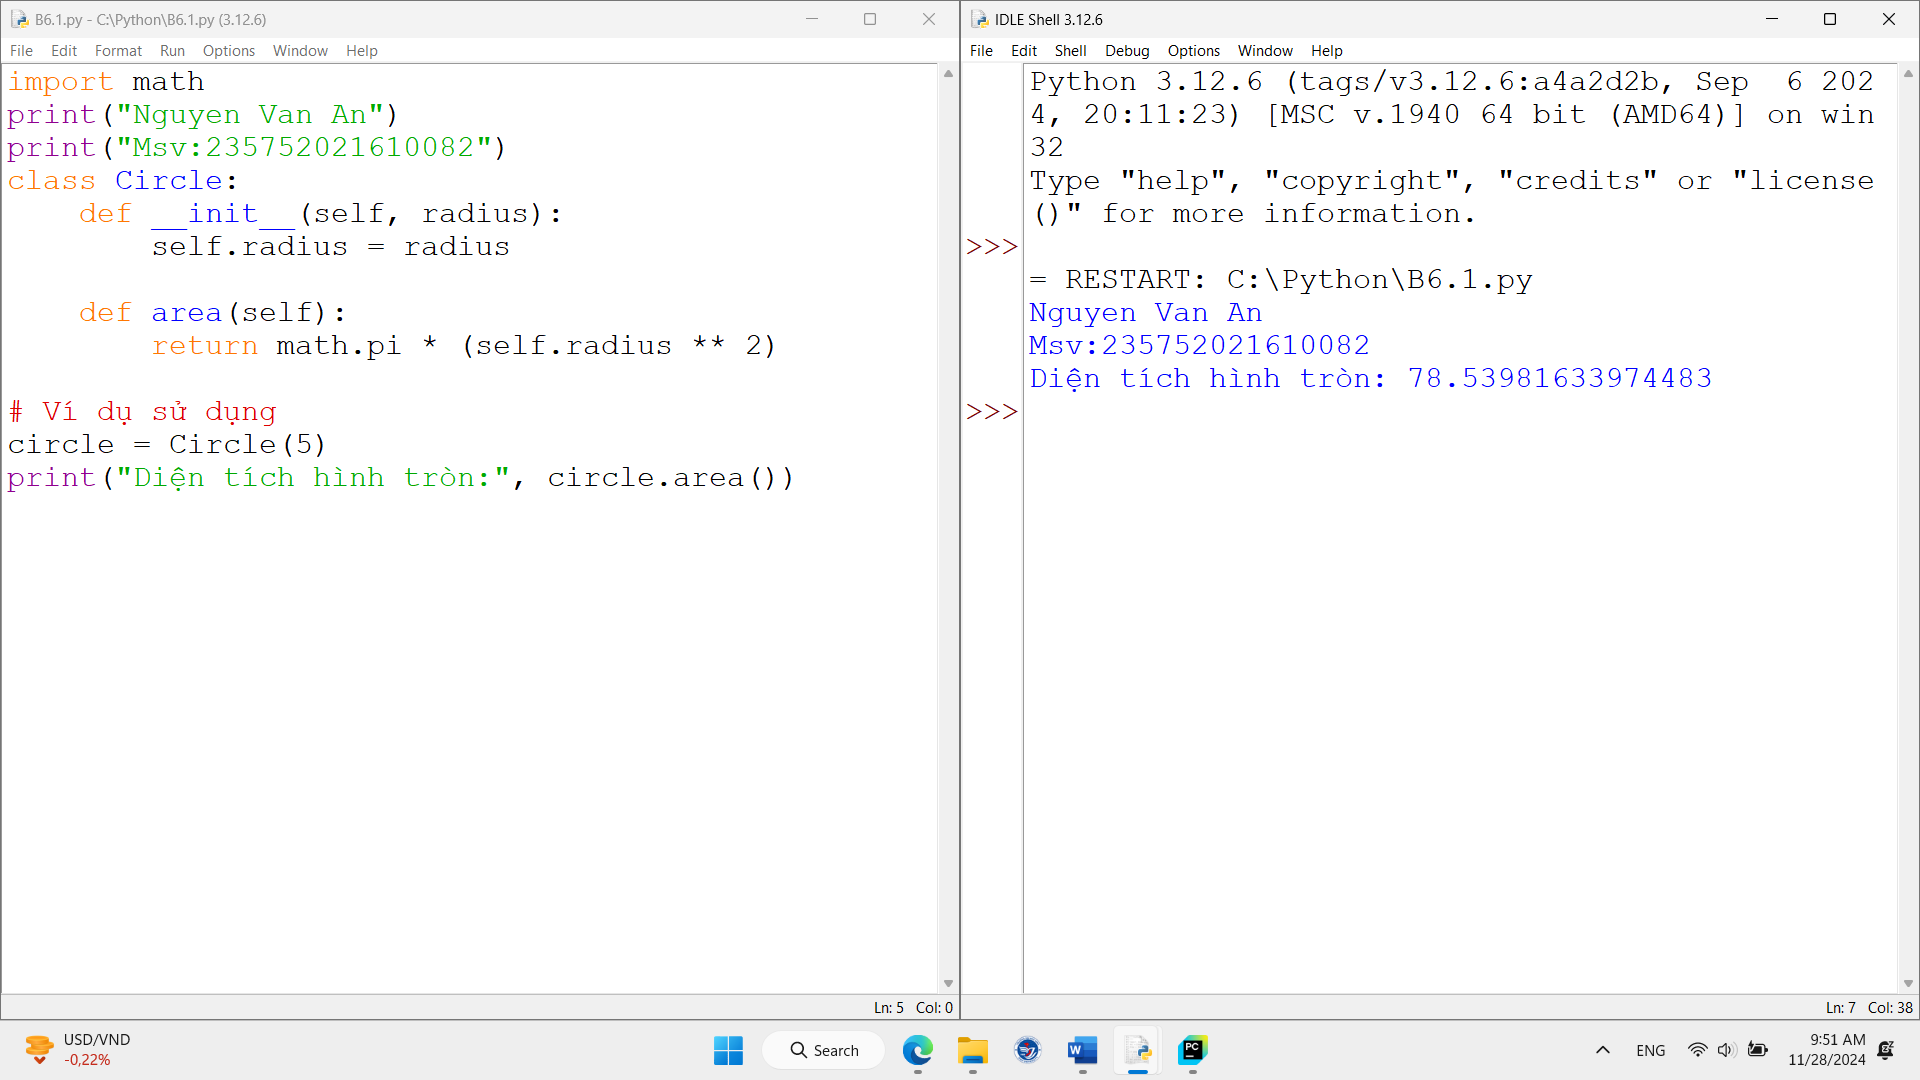 B6.1.py - C:\Python\B6.1.py (3.12.6)
File Edit Format Run Options Window Help
import math
print("Nguyen Van An")
print("Msv:235752021610082")
class Circle:
    def __init__(self, radius):
        self.radius = radius
    def area(self):
        return math.pi * (self.radius ** 2)
# Ví dụ sử dụng
circle = Circle(5)
print("Diện tích hình tròn:", circle.area())
Ln: 5 Col: 0
IDLE Shell 3.12.6
File Edit Shell Debug Options Window Help
Python 3.12.6 (tags/v3.12.6:a4a2d2b, Sep  6 202
4, 20:11:23) [MSC v.1940 64 bit (AMD64)] on win
32
Type "help", "copyright", "credits" or "license
()" for more information.
>>>
= RESTART: C:\Python\B6.1.py
Nguyen Van An
Msv:235752021610082
Diện tích hình tròn: 78.53981633974483
>>>
Ln: 7 Col: 38
USD/VND
-0,22%
Search
W
PC
ENG
9:51 AM
11/28/2024